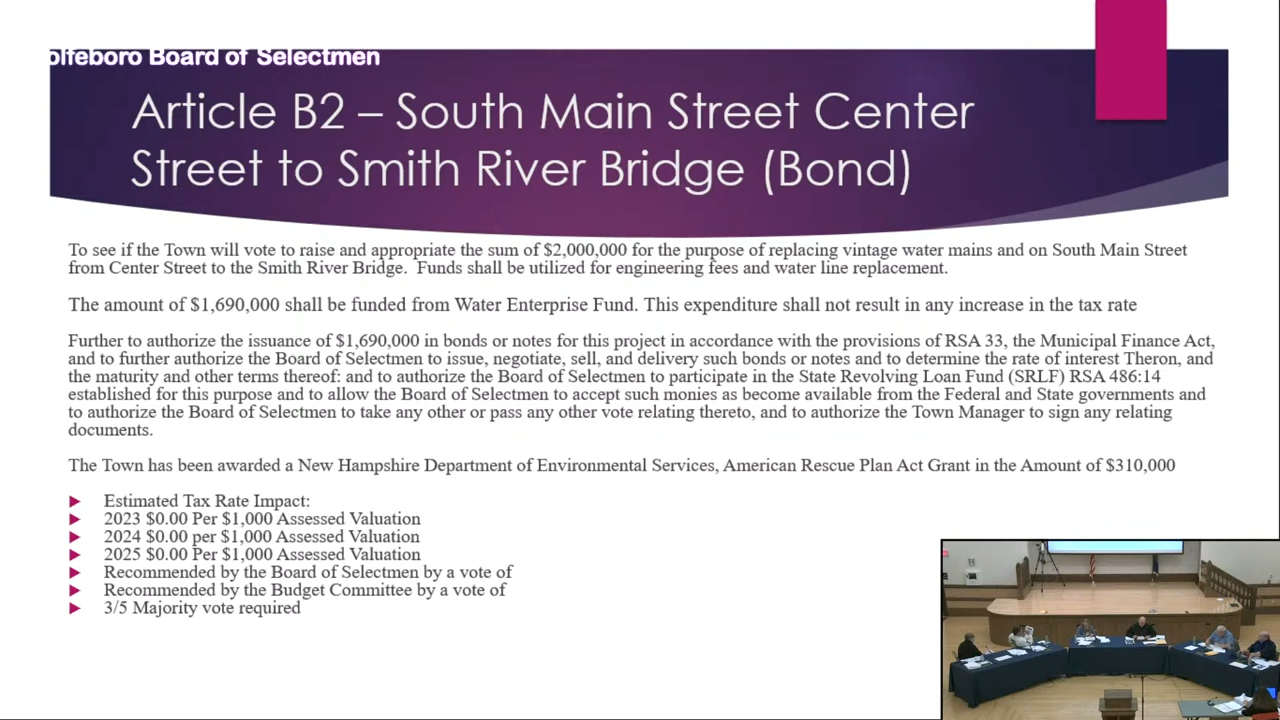 olfeboro Board of Selectmen
Article B2 – South Main Street Center
Street to Smith River Bridge (Bond)
To see if the Town will vote to raise and appropriate the sum of $2,000,000 for the purpose of replacing vintage water mains and on South Main Street
from Center Street to the Smith River Bridge. Funds shall be utilized for engineering fees and water line replacement.
The amount of $1,690,000 shall be funded from Water Enterprise Fund. This expenditure shall not result in any increase in the tax rate
Further to authorize the issuance of $1,690,000 in bonds or notes for this project in accordance with the provisions of RSA 33, the Municipal Finance Act,
and to further authorize the Board of Selectmen to issue, negotiate, sell, and delivery such bonds or notes and to determine the rate of interest Theron, and
the maturity and other terms thereof: and to authorize the Board of Selectmen to participate in the State Revolving Loan Fund (SRLF) RSA 486:14
established for this purpose and to allow the Board of Selectmen to accept such monies as become available from the Federal and State governments and
to authorize the Board of Selectmen to take any other or pass any other vote relating thereto, and to authorize the Town Manager to sign any relating
documents.
The Town has been awarded a New Hampshire Department of Environmental Services, American Rescue Plan Act Grant in the Amount of $310,000
Estimated Tax Rate Impact:
2023 $0.00 Per $1,000 Assessed Valuation
2024 $0.00 per $1,000 Assessed Valuation
2025 $0.00 Per $1,000 Assessed Valuation
Recommended by the Board of Selectmen by a vote of
Recommended by the Budget Committee by a vote of
3/5 Majority vote required